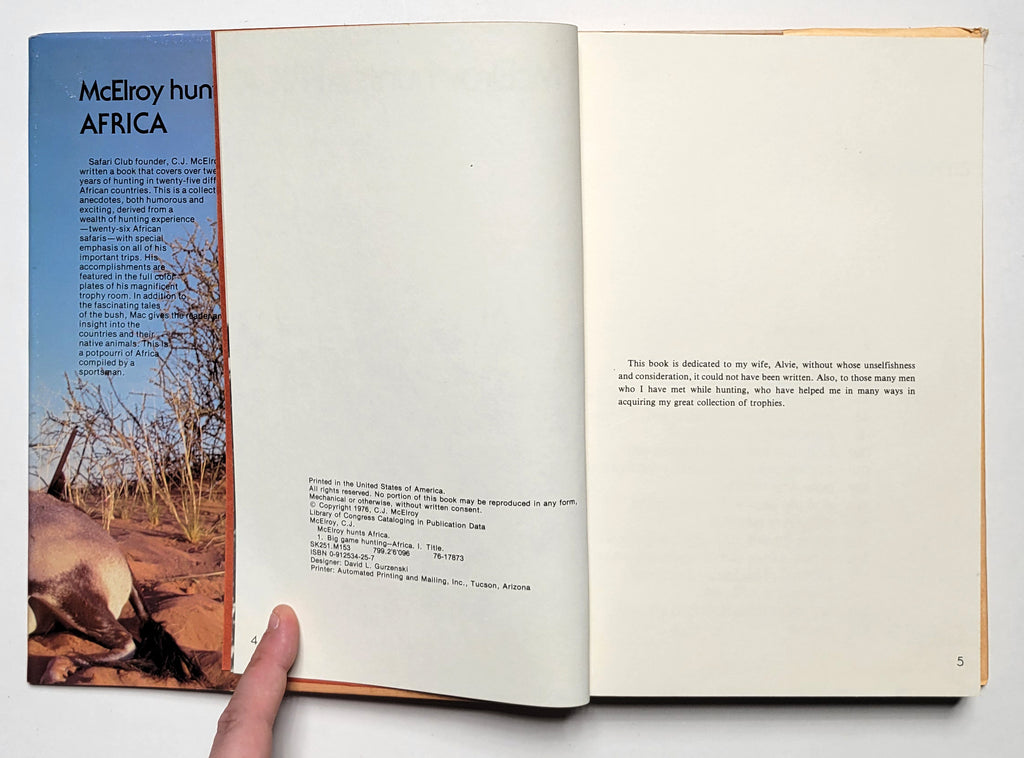 McElroy hun
AFRICA
Safari Club founder, C.J. McElro
written a book that covers over twe
years of hunting in twenty-five diff
African countries. This is a collect
anecdotes, both humorous and
exciting, derived from a
wealth of hunting experience
—twenty-six African
safaris—with special
emphasis on all of his
important trips. His
accomplishments are
featured in the full color
plates of his magnificent
trophy room. In addition to
the fascinating tales
of the bush, Mac gives the reader an
insight into the
countries and their
native animals. This is
a potpourri of Africa
compiled by a
sportsman.
Printed in the United States of America.
All rights reserved. No portion of this book may be reproduced in any form,
Mechanical or otherwise, without written consent.
© Copyright 1976, C.J. McElroy
Library of Congress Cataloging in Publication Data
McElroy, C.J.
McElroy hunts Africa.
1. Big game hunting—Africa. I. Title.
SK251.M153 799.2'6'096 76-17873
ISBN 0-912534-25-7
Designer: David L. Gurzenski
Printer: Automated Printing and Mailing, Inc., Tucson, Arizona
4
This book is dedicated to my wife, Alvie, without whose unselfishness
and consideration, it could not have been written. Also, to those many men
who I have met while hunting, who have helped me in many ways in
acquiring my great collection of trophies.
5